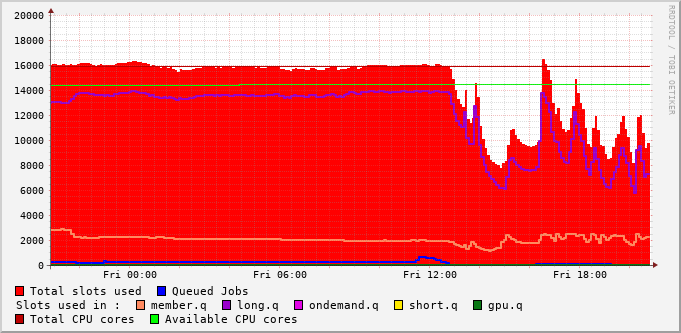 RRDTOOL / TOBI OETIKER
20000
18000
16000
14000
12000
10000
8000
6000
4000
2000
0
Fri 00:00 Fri 06:00 Fri 12:00 Fri 18:00
Total slots used Queued Jobs
Slots used in : member.q long.q ondemand.q short.q gpu.q
Total CPU cores Available CPU cores